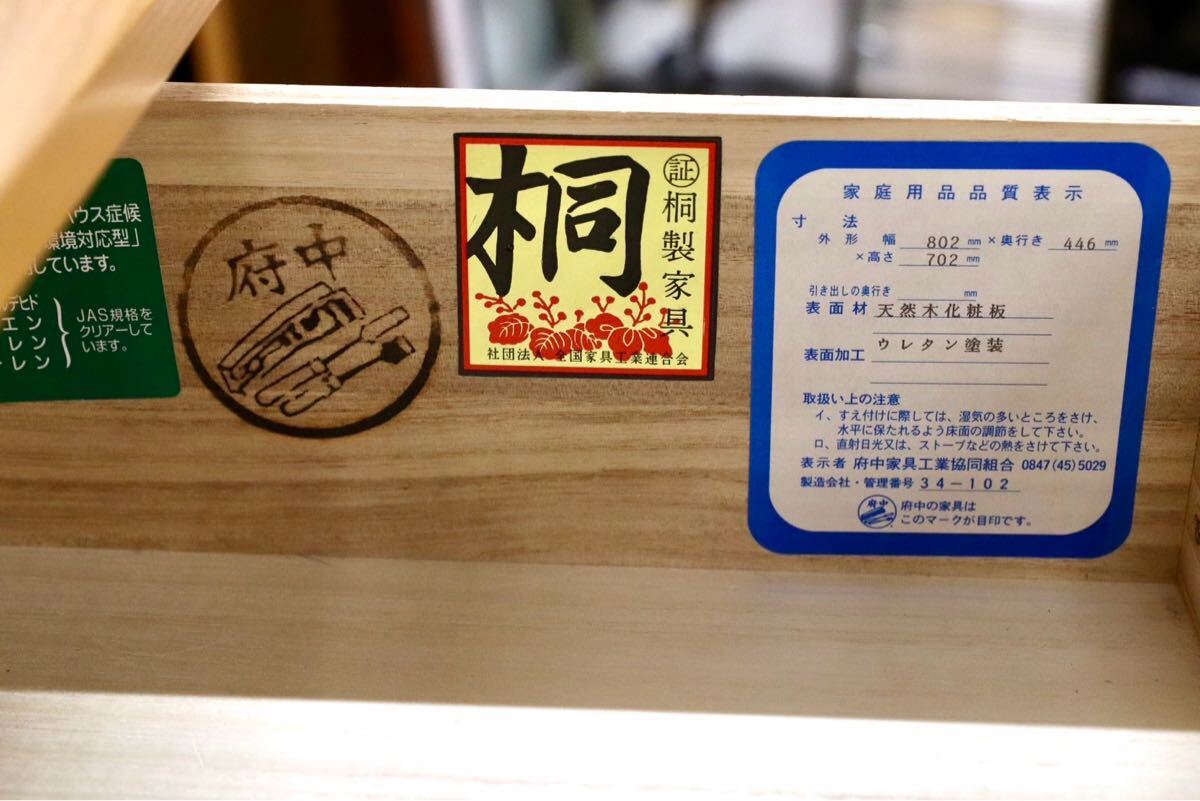 ハウス症候
環境対応型」
しています。
デヒド
エン
レン
レン
JAS規格を
クリアーして
います。
府中
桐
証
桐製家具
社団法人 全国家具工業連合会
家庭用品品質表示
寸法
外形 幅 802 mm × 奥行き 446 mm
× 高さ 702 mm
引き出しの奥行き mm
表面材 天然木化粧板
表面加工 ウレタン塗装
取扱い上の注意
イ、すえ付けに際しては、湿気の多いところをさけ、
水平に保たれるよう床面の調節をして下さい。
ロ、直射日光又は、ストーブなどの熱をさけて下さい。
表示者 府中家具工業協同組合 0847(45)5029
製造会社・管理番号 34-102
府中
府中の家具は
このマークが目印です。